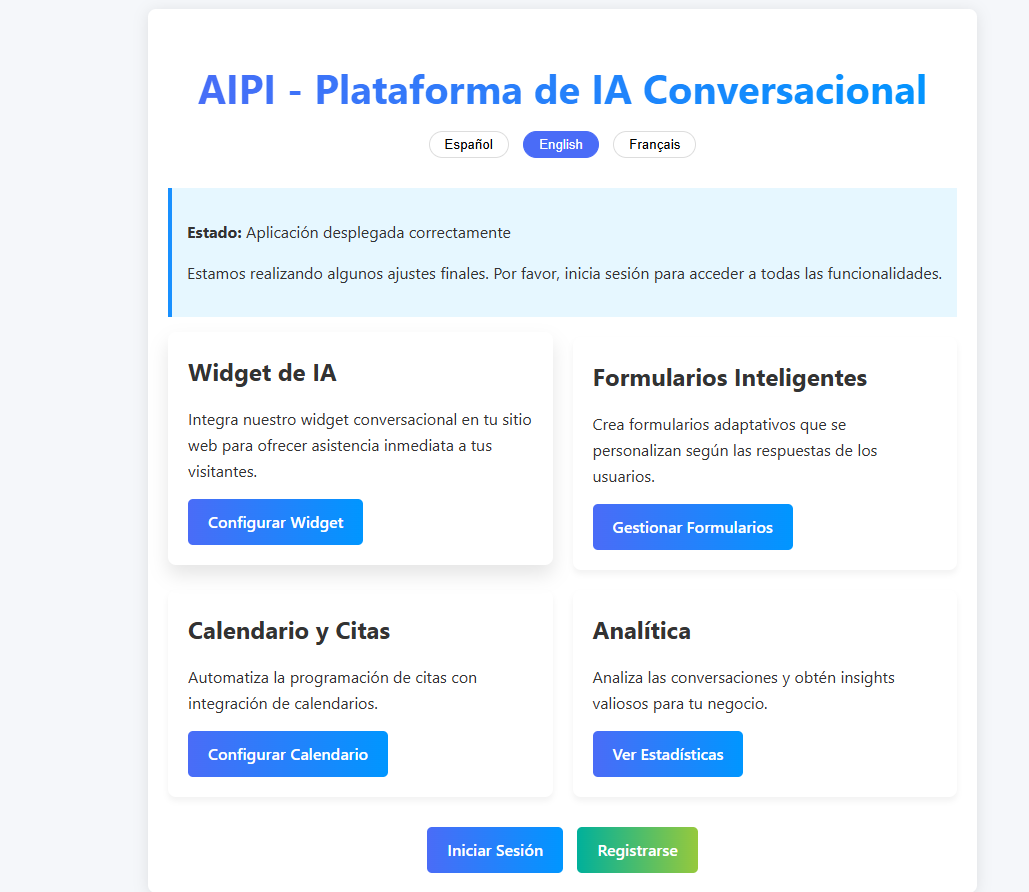 AIPI - Plataforma de IA Conversacional
Español
English
Français
Estado: Aplicación desplegada correctamente
Estamos realizando algunos ajustes finales. Por favor, inicia sesión para acceder a todas las funcionalidades.
Widget de IA
Integra nuestro widget conversacional en tu sitio
web para ofrecer asistencia inmediata a tus
visitantes.
Configurar Widget
Formularios Inteligentes
Crea formularios adaptativos que se
personalizan según las respuestas de los
usuarios.
Gestionar Formularios
Calendario y Citas
Automatiza la programación de citas con
integración de calendarios.
Configurar Calendario
Analítica
Analiza las conversaciones y obtén insights
valiosos para tu negocio.
Ver Estadísticas
Iniciar Sesión
Registrarse